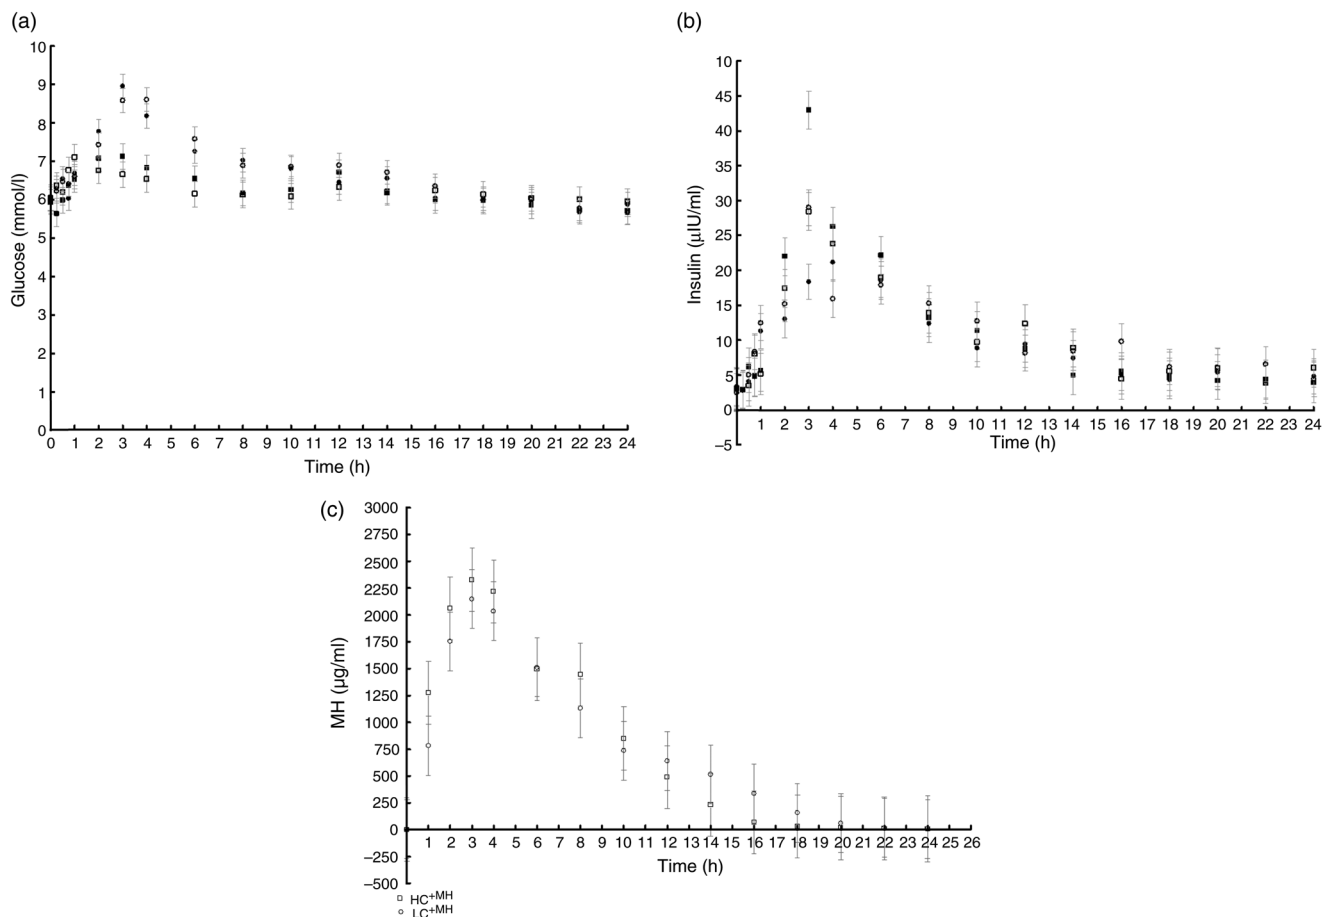 (a)
10
9
8
7
6
5
4
3
2
1
0
Glucose (mmol/l)
0 1 2 3 4 5 6 7 8 9 10 11 12 13 14 15 16 17 18 19 20 21 22 23 24
Time (h)
(b)
10
45
40
35
30
25
20
15
10
5
0
–5
Insulin (μIU/ml)
1 2 3 4 5 6 7 8 9 10 11 12 13 14 15 16 17 18 19 20 21 22 23 24
Time (h)
(c)
3000
2750
2500
2250
2000
1750
1500
1250
1000
750
500
250
0
–250
–500
MH (μg/ml)
1 2 3 4 5 6 7 8 9 10 11 12 13 14 15 16 17 18 19 20 21 22 23 24 25 26
Time (h)
HC+MH
LC+MH